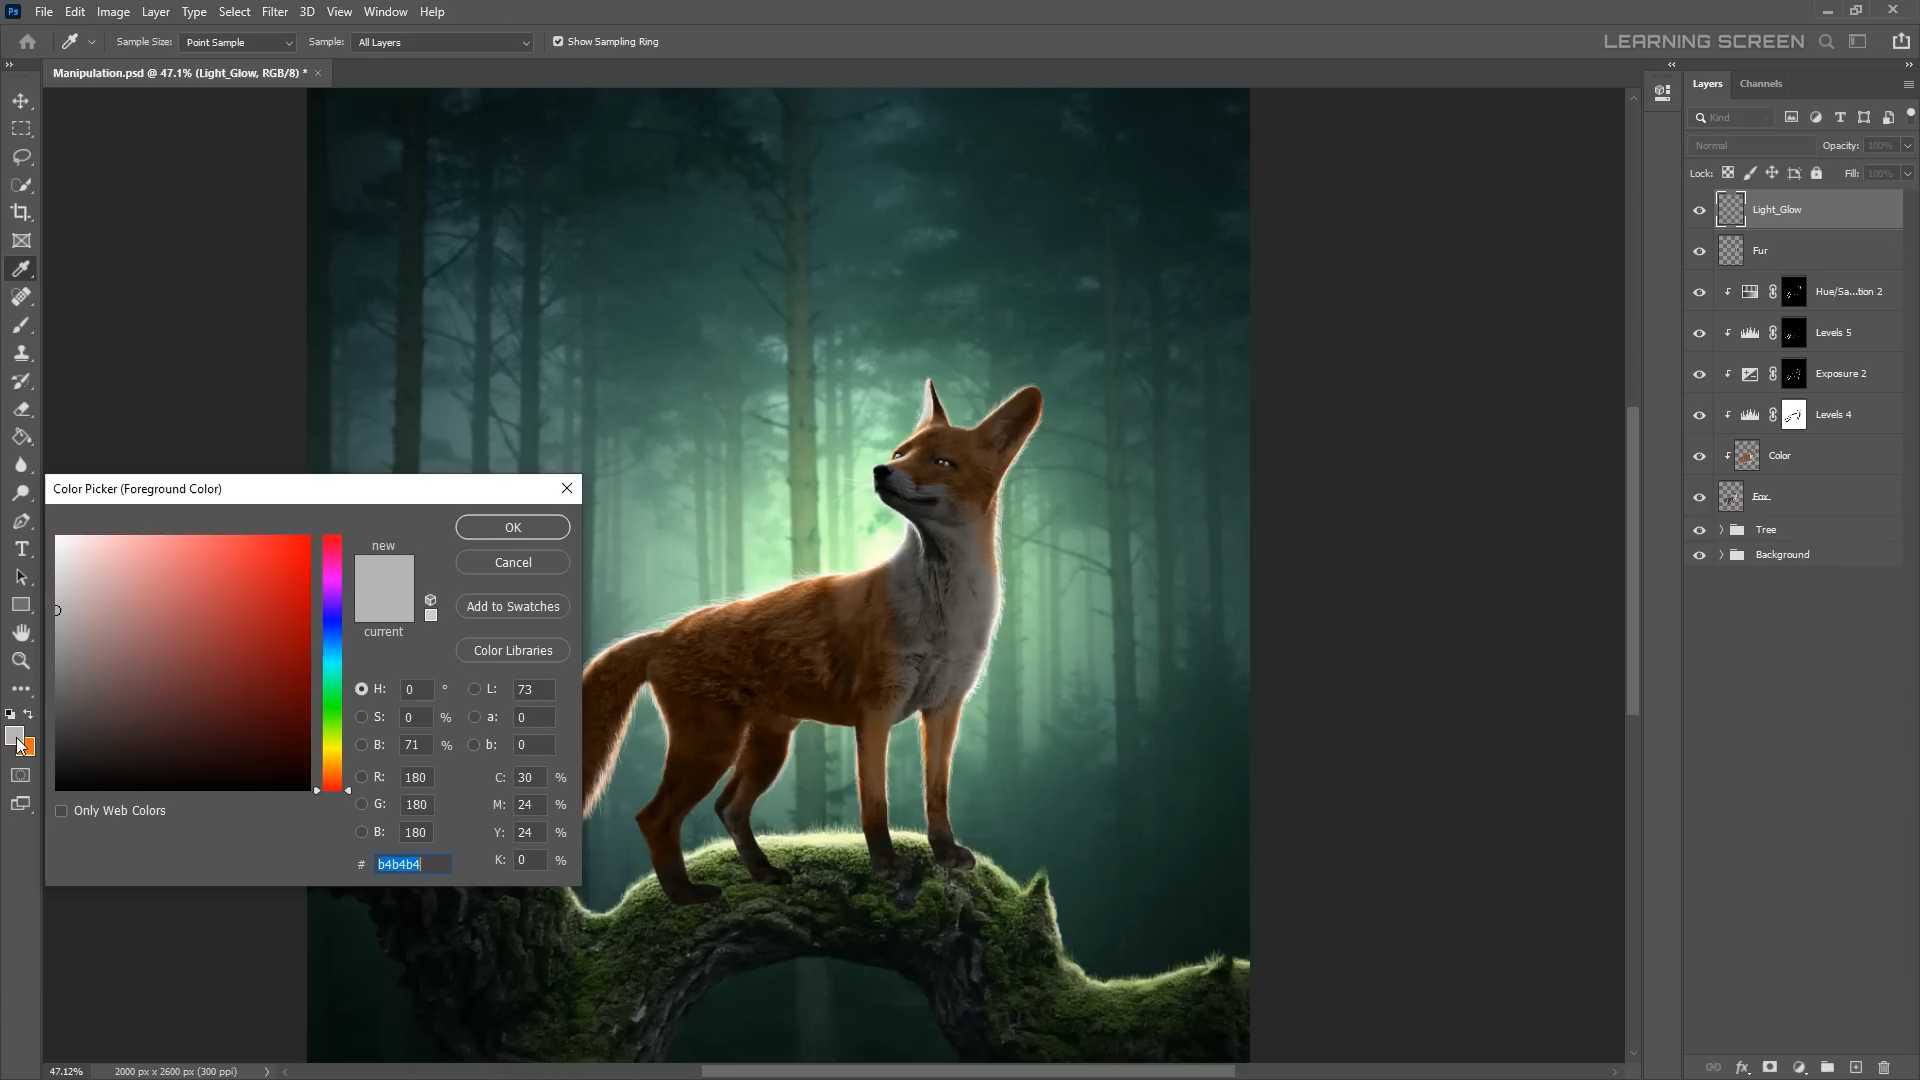 Ps File Edit Image Layer Type Select Filter 3D View Window Help
Sample Size: Point Sample Sample: All Layers Show Sampling Ring LEARNING SCREEN
Manipulation.psd @ 47.1% (Light_Glow, RGB/8) * ×
Layers Channels
Kind
Normal Opacity: 100%
Lock: Fill: 100%
Light_Glow
Fur
Hue/Sa...tion 2
Levels 5
Exposure 2
Levels 4
Color
Fox
Tree
Background
Color Picker (Foreground Color)
new
current
OK
Cancel
Add to Swatches
Color Libraries
H: 0 ° L: 73
S: 0 % a: 0
B: 71 % b: 0
R: 180 C: 30 %
G: 180 M: 24 %
B: 180 Y: 24 %
# b4b4b4 K: 0 %
Only Web Colors
47.12% 2000 px x 2600 px (300 ppi)